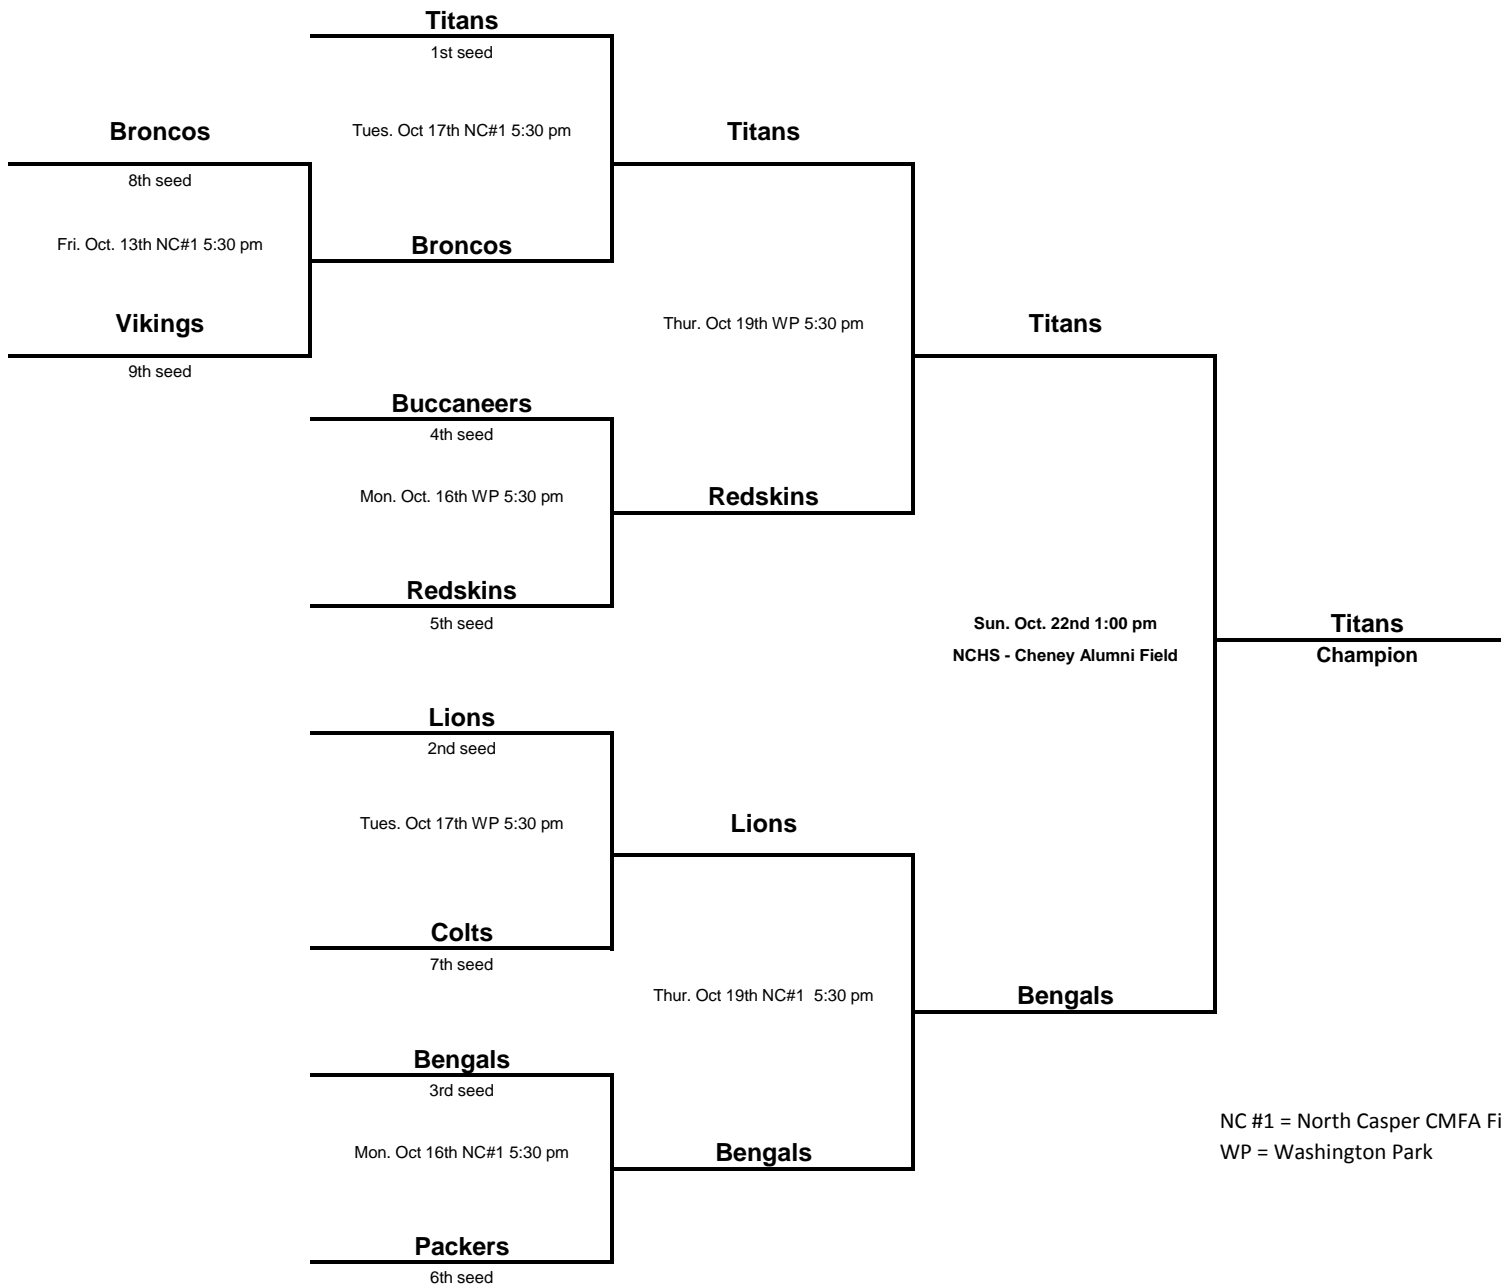 Titans
1st seed
Broncos
Tues. Oct 17th NC#1 5:30 pm
Titans
8th seed
Fri. Oct. 13th NC#1 5:30 pm
Broncos
Vikings
Thur. Oct 19th WP 5:30 pm
Titans
9th seed
Buccaneers
4th seed
Mon. Oct. 16th WP 5:30 pm
Redskins
Redskins
5th seed
Sun. Oct. 22nd 1:00 pm
Titans
NCHS - Cheney Alumni Field
Champion
Lions
2nd seed
Tues. Oct 17th WP 5:30 pm
Lions
Colts
7th seed
Thur. Oct 19th NC#1 5:30 pm
Bengals
Bengals
3rd seed
NC #1 = North Casper CMFA
Mon. Oct 16th NC#1 5:30 pm
Bengals
WP = Washington Park
Packers
6th seed